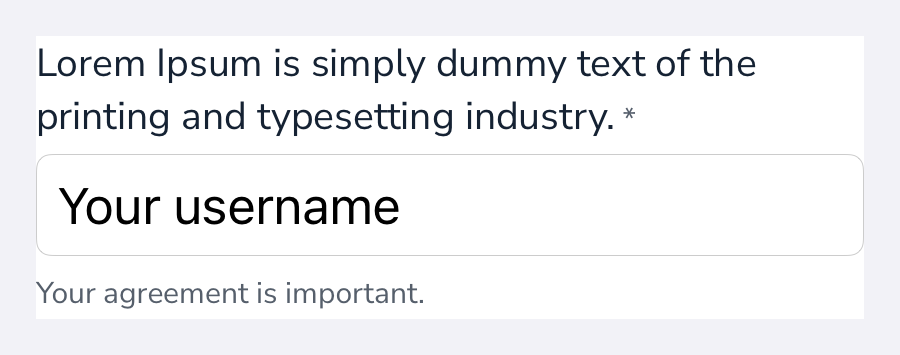 Lorem Ipsum is simply dummy text of the
printing and typesetting industry. *
Your username
Your agreement is important.